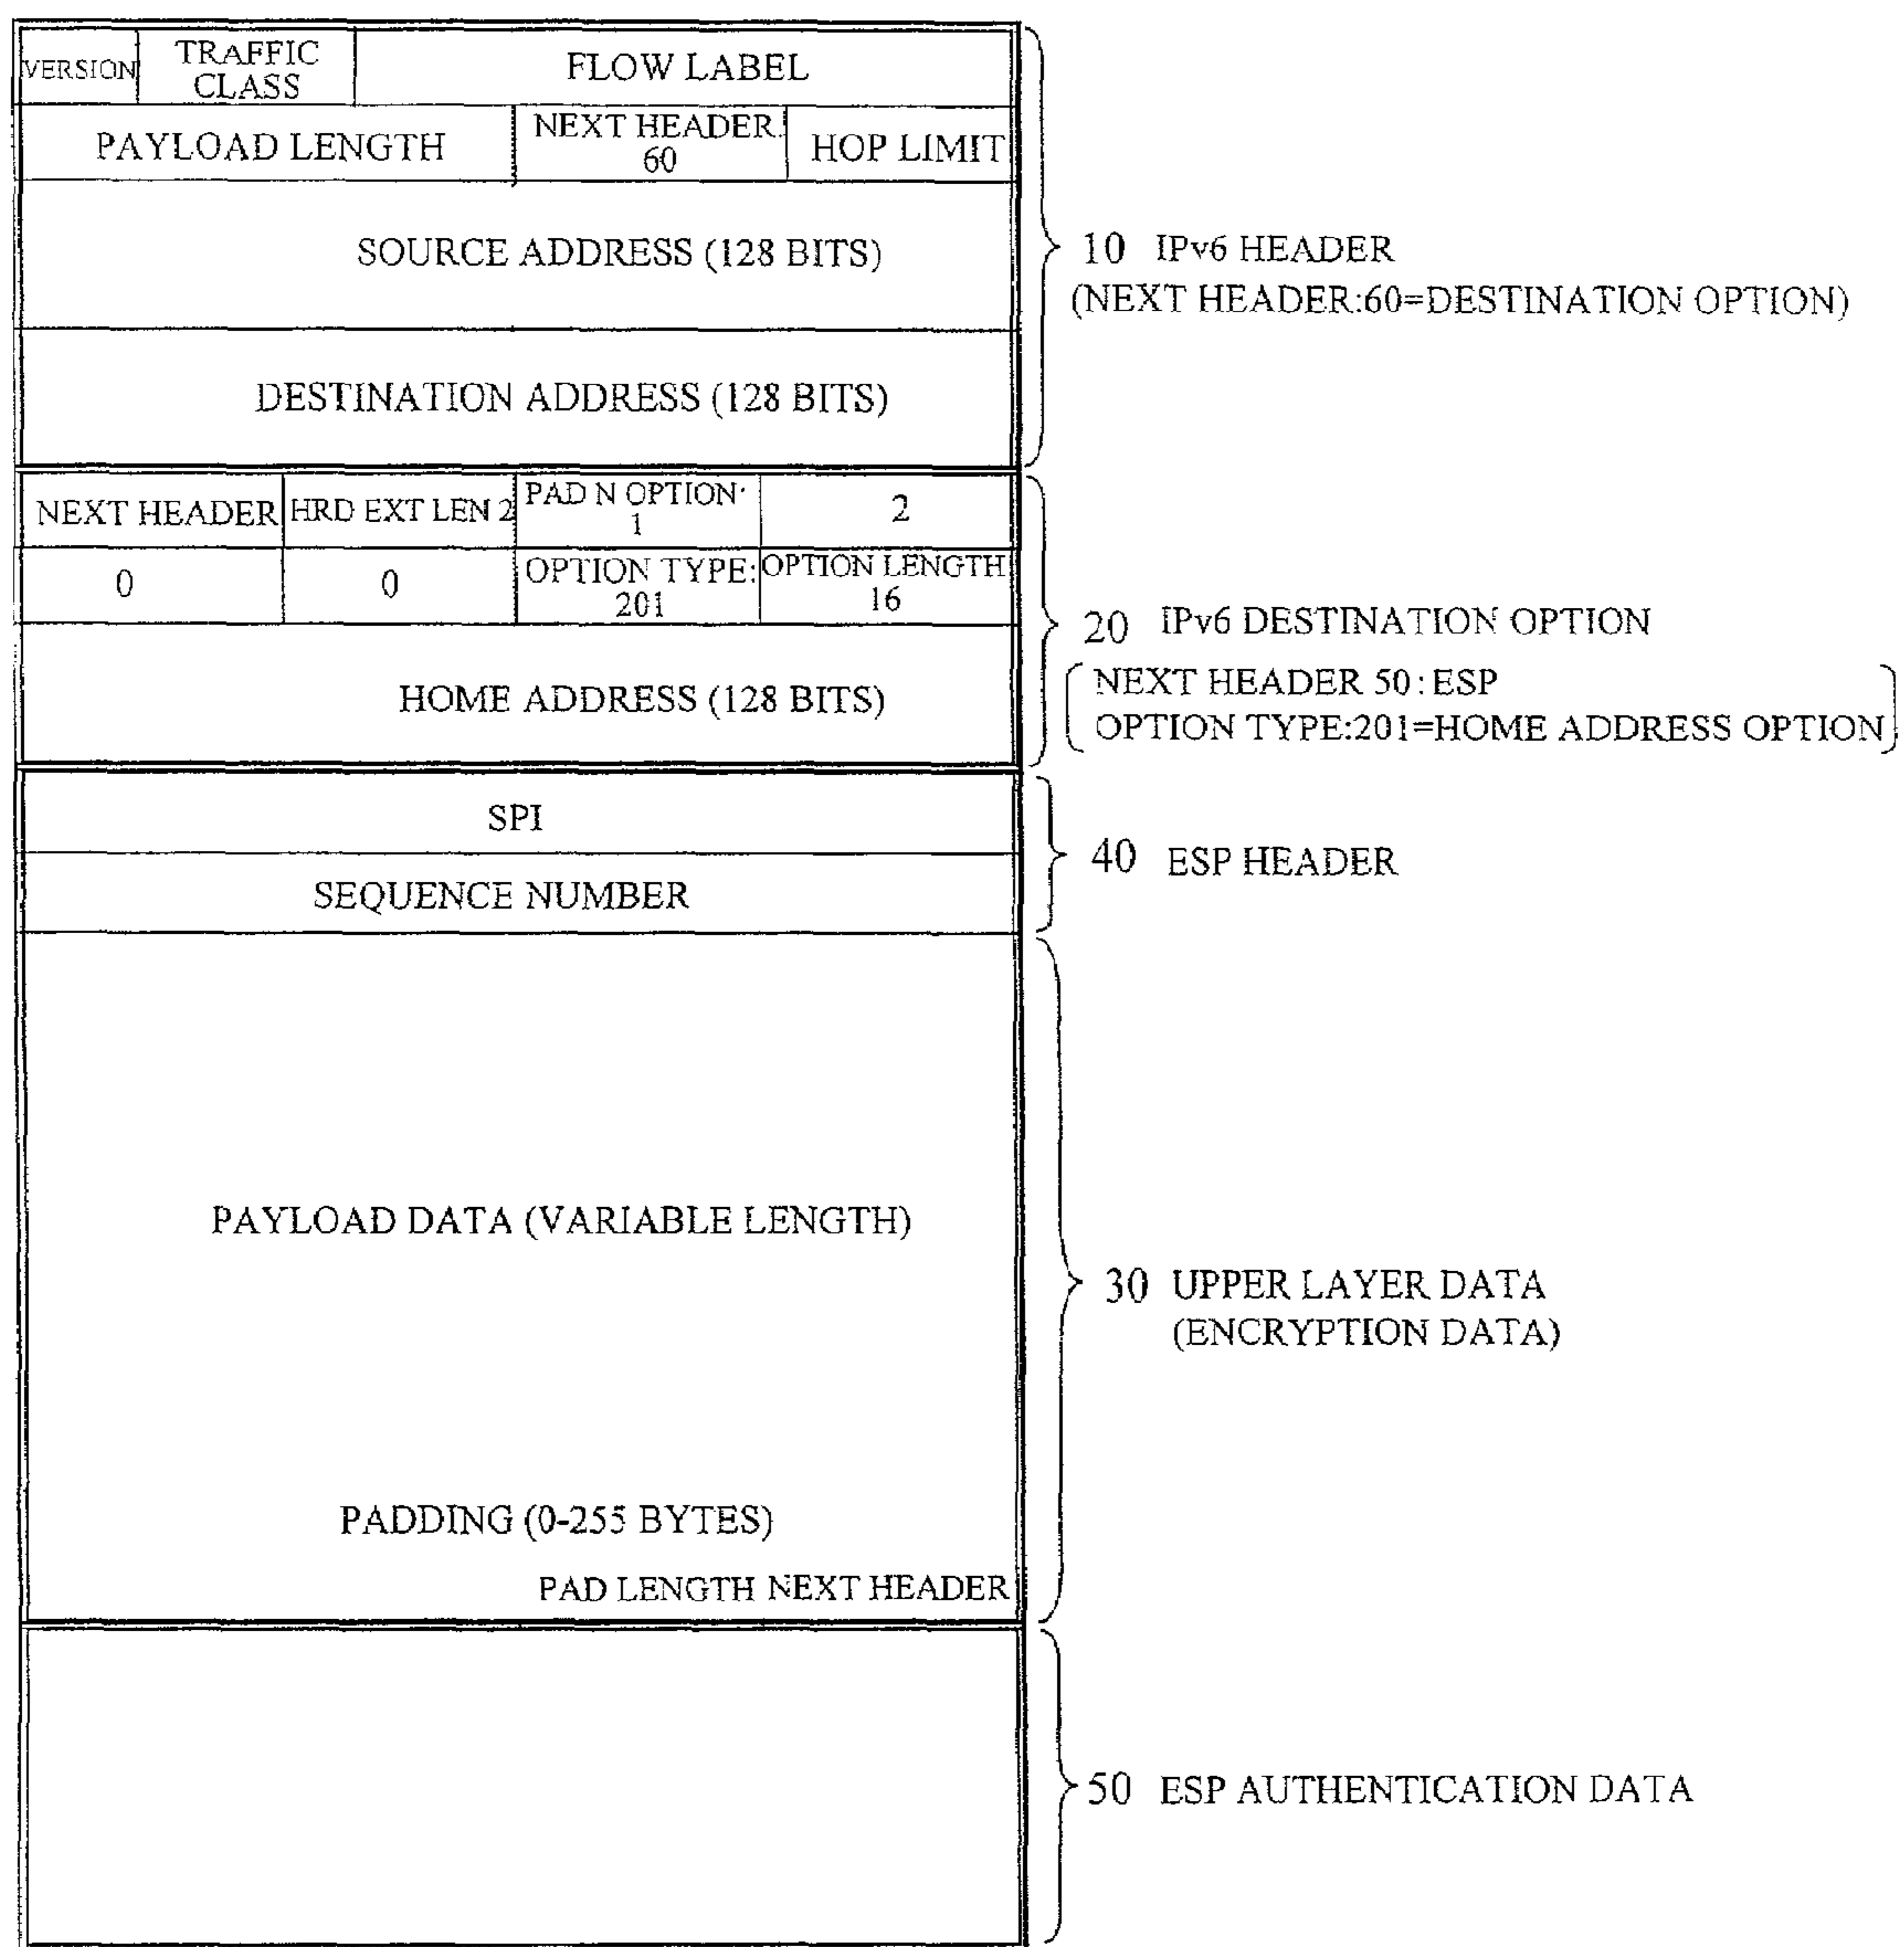 VERSION
TRAFFIC
CLASS
FLOW LABEL
PAYLOAD LENGTH
NEXT HEADER:
60
HOP LIMIT
SOURCE ADDRESS (128 BITS)
DESTINATION ADDRESS (128 BITS)
10 IPv6 HEADER
(NEXT HEADER:60=DESTINATION OPTION)
NEXT HEADER
HRD EXT LEN 2
PAD N OPTION:
1
2
0
0
OPTION TYPE:
201
OPTION LENGTH
16
HOME ADDRESS (128 BITS)
20 IPv6 DESTINATION OPTION
NEXT HEADER 50:ESP
OPTION TYPE:201=HOME ADDRESS OPTION
SPI
SEQUENCE NUMBER
40 ESP HEADER
PAYLOAD DATA (VARIABLE LENGTH)
PADDING (0-255 BYTES)
PAD LENGTH NEXT HEADER
30 UPPER LAYER DATA
(ENCRYPTION DATA)
50 ESP AUTHENTICATION DATA